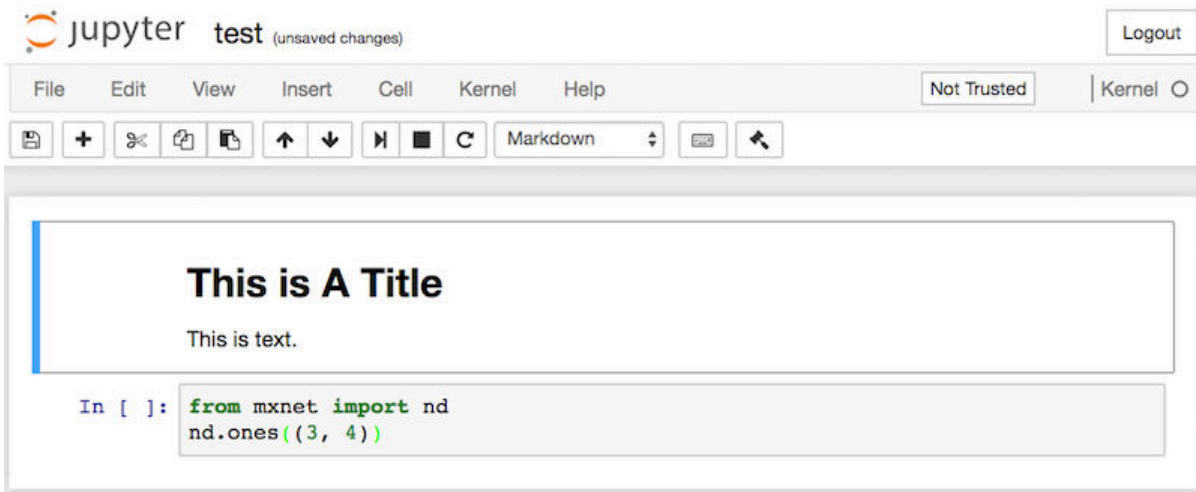 jupyter test (unsaved changes) Logout
File Edit View Insert Cell Kernel Help Not Trusted Kernel
Markdown
This is A Title
This is text.
In [ ]: from mxnet import nd
nd.ones((3, 4))